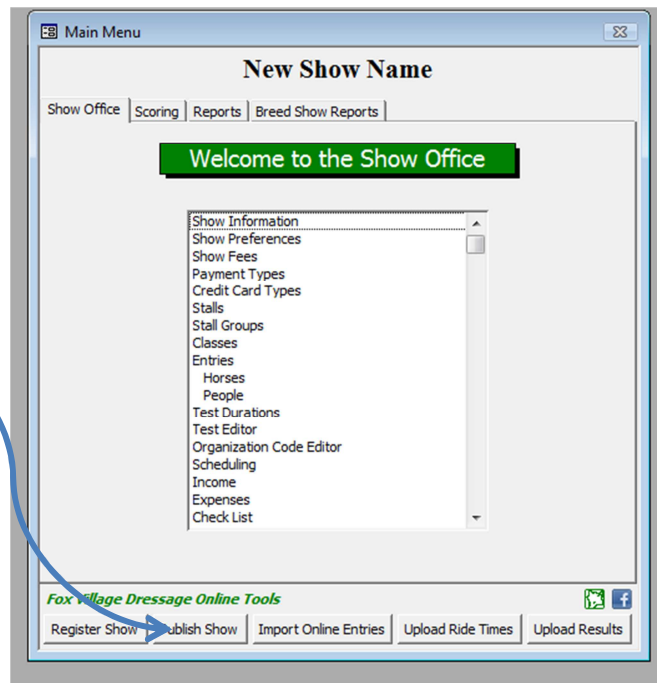 Main Menu
New Show Name
Show Office Scoring Reports Breed Show Reports
Welcome to the Show Office
Show Information
Show Preferences
Show Fees
Payment Types
Credit Card Types
Stalls
Stall Groups
Classes
Entries
Horses
People
Test Durations
Test Editor
Organization Code Editor
Scheduling
Income
Expenses
Check List
Fox Village Dressage Online Tools
Register Show Publish Show Import Online Entries Upload Ride Times Upload Results